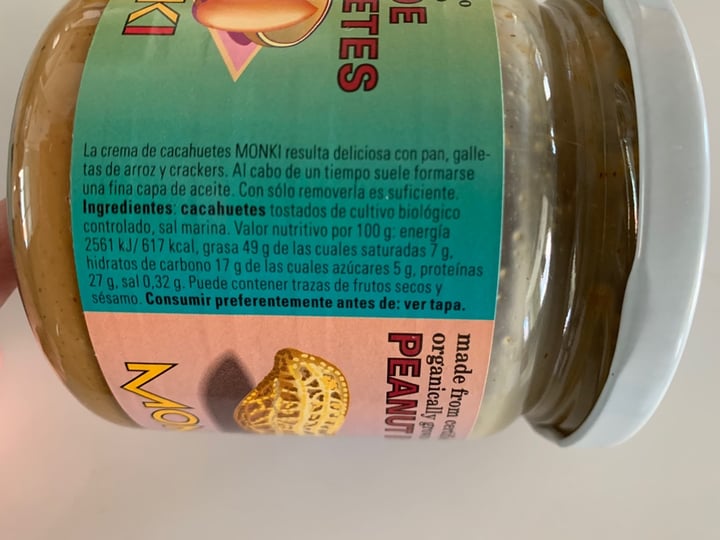 KI
DE
ETES
La crema de cacahuetes MONKI resulta deliciosa con pan, galle-
tas de arroz y crackers. Al cabo de un tiempo suele formarse
una fina capa de aceite. Con sólo removerla es suficiente.
Ingredientes: cacahuetes tostados de cultivo biológico
controlado, sal marina. Valor nutritivo por 100 g: energía
2561 kJ/ 617 kcal, grasa 49 g de las cuales saturadas 7 g,
hidratos de carbono 17 g de las cuales azúcares 5 g, proteínas
27 g, sal 0,32 g. Puede contener trazas de frutos secos y
sésamo. Consumir preferentemente antes de: ver tapa.
made from
organically
PEANUT
MO